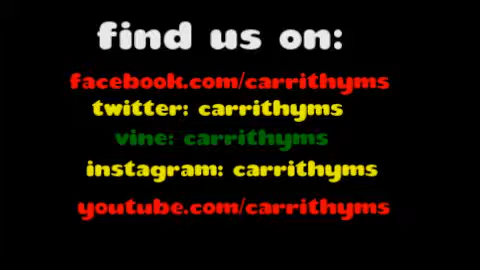 find us on:
facebook.com/carrithyms
twitter: carrithyms
vine: carrithyms
instagram: carrithyms
youtube.com/carrithyms